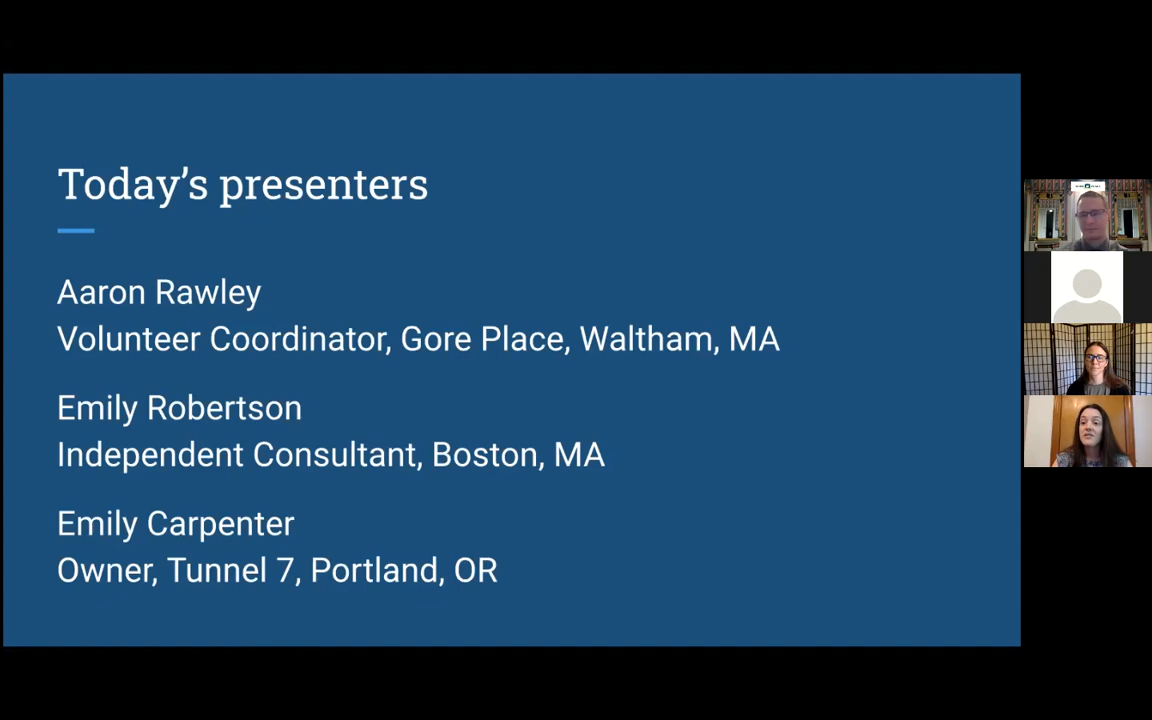 Today’s presenters
Aaron Rawley
Volunteer Coordinator, Gore Place, Waltham, MA
Emily Robertson
Independent Consultant, Boston, MA
Emily Carpenter
Owner, Tunnel 7, Portland, OR